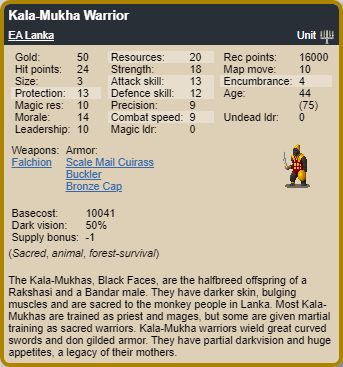 Kala-Mukha Warrior
EA Lanka Unit
Gold: 50 Resources: 20 Rec points: 16000
Hit points: 24 Strength: 18 Map move: 10
Size: 3 Attack skill: 13 Encumbrance: 4
Protection: 13 Defence skill: 12 Age: 44
Magic res: 10 Precision: 9 (75)
Morale: 14 Combat speed: 9 Undead ldr: 0
Leadership: 10 Magic ldr: 0
Weapons: Armor:
Falchion Scale Mail Cuirass
Buckler
Bronze Cap
Basecost: 10041
Dark vision: 50%
Supply bonus: -1
(Sacred, animal, forest-survival)
The Kala-Mukhas, Black Faces, are the halfbreed offspring of a
Rakshasi and a Bandar male. They have darker skin, bulging
muscles and are sacred to the monkey people in Lanka. Most Kala-
Mukhas are trained as priest and mages, but some are given martial
training as sacred warriors. Kala-Mukha warriors wield great curved
swords and don gilded armor. They have partial darkvision and huge
appetites, a legacy of their mothers.